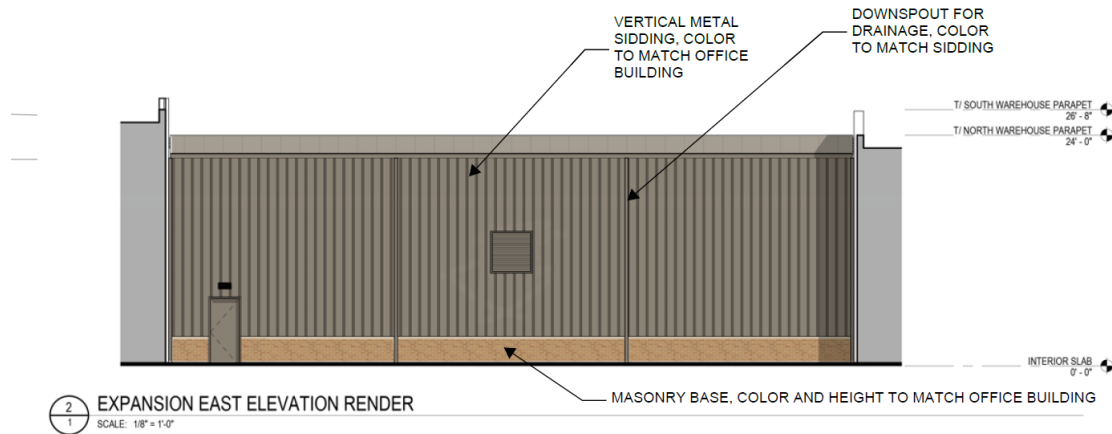 VERTICAL METAL
SIDDING, COLOR
TO MATCH OFFICE
BUILDING
DOWNSPOUT FOR
DRAINAGE, COLOR
TO MATCH SIDDING
T/ SOUTH WAREHOUSE PARAPET
26' - 8"
T/ NORTH WAREHOUSE PARAPET
24' - 0"
INTERIOR SLAB
0' - 0"
MASONRY BASE, COLOR AND HEIGHT TO MATCH OFFICE BUILDING
2
1
EXPANSION EAST ELEVATION RENDER
SCALE: 1/8" = 1'-0"